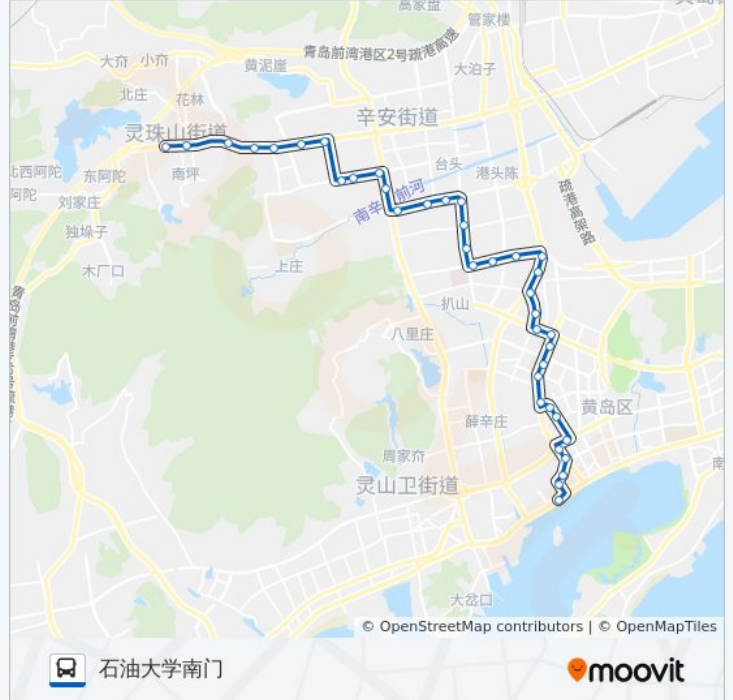 高家盘
管家楼
青岛前湾港区2号疏港高速
大夼
小夼
黄泥崖
大泊子
北庄
花林
辛安街道
灵珠山街道
台头
北西阿陀
东阿陀
南坪
港头陈
阿陀
刘家庄
南辛
前河
疏港高架路
独垛子
上庄
木厂口
扒山
八里庄
薛辛庄
黄岛区
周家夼
南
灵山卫街道
大岔口
© OpenStreetMap contributors | © OpenMapTiles
石油大学南门
moovit